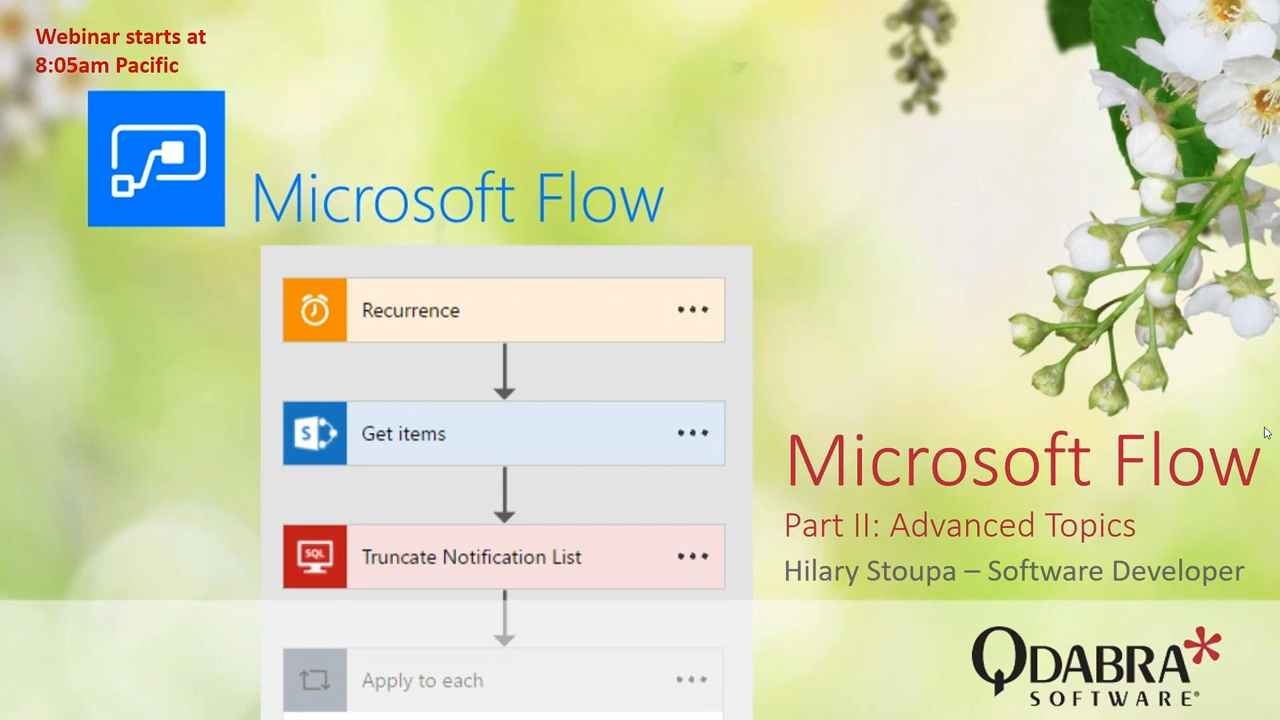 Webinar starts at
8:05am Pacific
Microsoft Flow
Recurrence
Get items
SQL
Truncate Notification List
Apply to each
S
Microsoft Flow
Part II: Advanced Topics
Hilary Stoupa – Software Developer
QDABRA*
SOFTWARE®